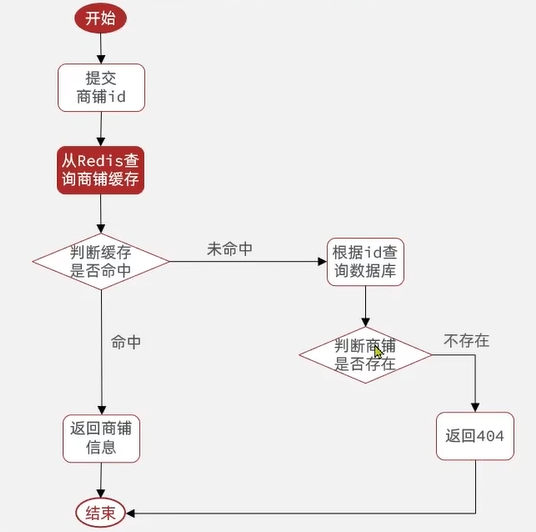 开始
提交
商铺id
从Redis查
询商铺缓存
判断缓存
是否命中
未命中
根据id查
询数据库
命中
判断商铺
是否存在
不存在
返回商铺
信息
返回404
结束